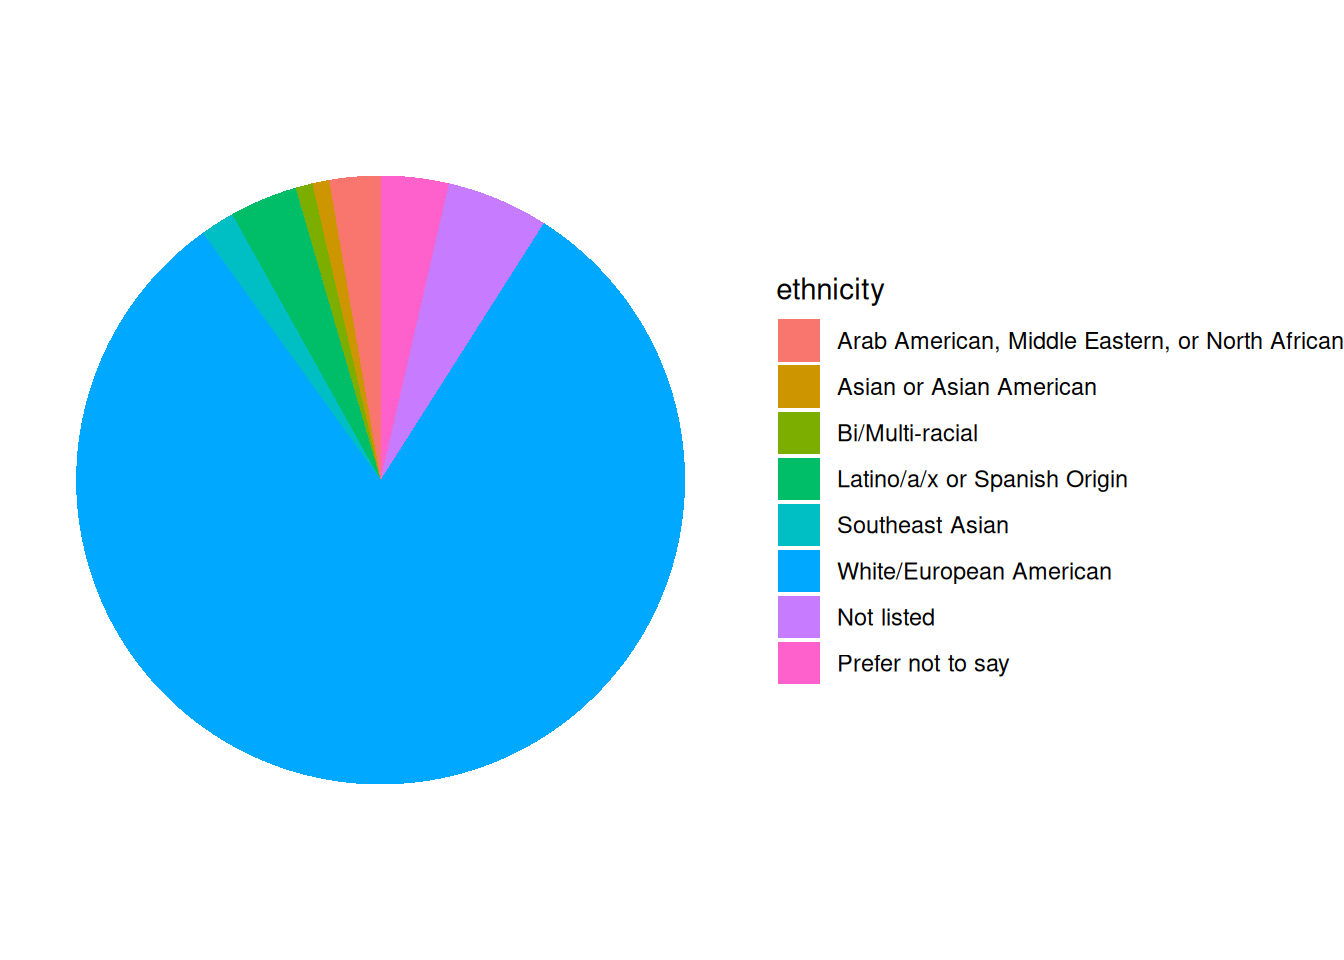 ethnicity
Arab American, Middle Eastern, or North African
Asian or Asian American
Bi/Multi-racial
Latino/a/x or Spanish Origin
Southeast Asian
White/European American
Not listed
Prefer not to say